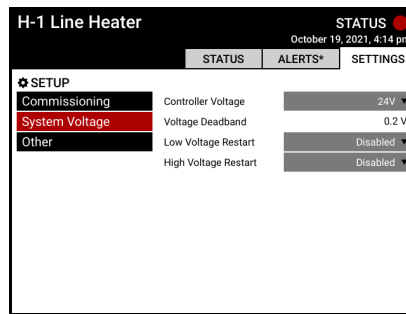 H-1 Line Heater
STATUS
October 19, 2021, 4:14 pm
STATUS ALERTS* SETTINGS
SETUP
Commissioning
System Voltage
Other
Controller Voltage 24V
Voltage Deadband 0.2 V
Low Voltage Restart Disabled
High Voltage Restart Disabled